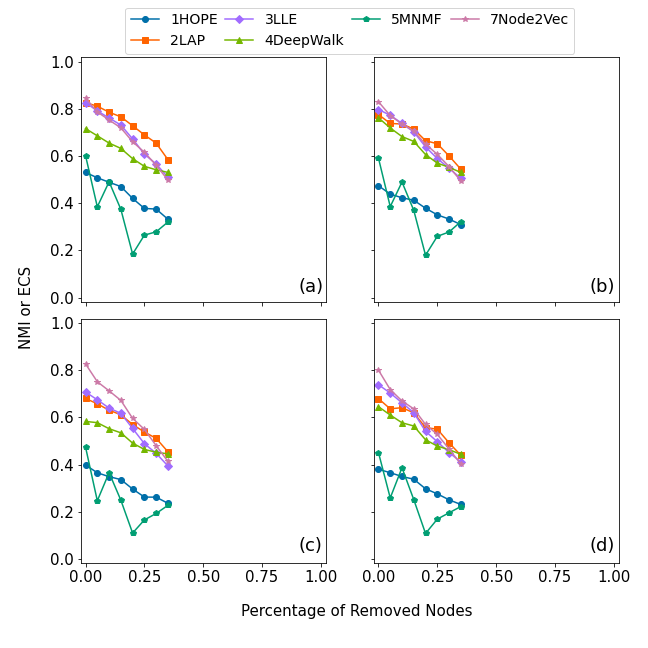 1HOPE 3LLE 5MNMF 7Node2Vec
2LAP 4DeepWalk
1.0
0.8
0.6
0.4
0.2
0.0
(a) (b)
NMI or ECS
1.0
0.8
0.6
0.4
0.2
0.0
(c) (d)
0.00 0.25 0.50 0.75 1.00 0.00 0.25 0.50 0.75 1.00
Percentage of Removed Nodes